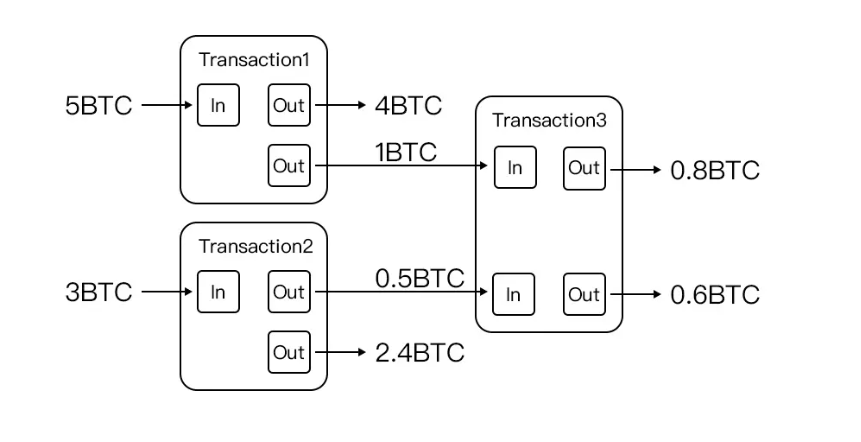 Transaction1
5BTC
In
Out
4BTC
Out
1BTC
Transaction2
3BTC
In
Out
0.5BTC
Out
2.4BTC
Transaction3
In
Out
0.8BTC
In
Out
0.6BTC